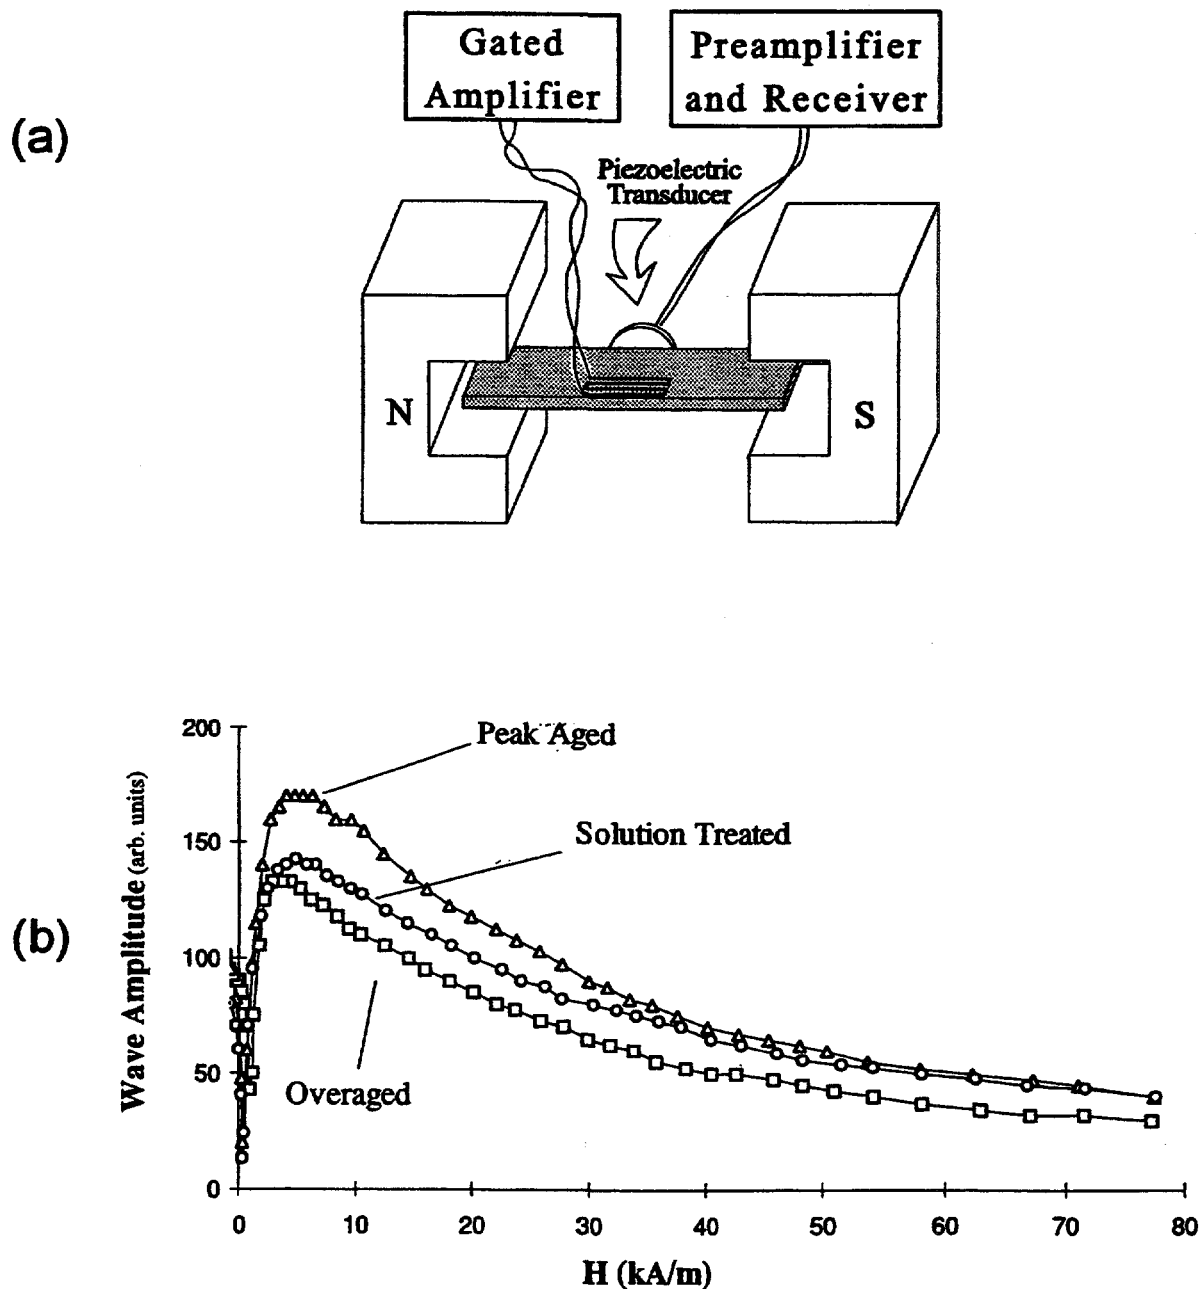 (a)
Gated
Amplifier
Preamplifier
and Receiver
Piezoelectric
Transducer
N
S
(b)
Wave Amplitude (arb. units)
200
150
100
50
0
Peak Aged
Solution Treated
Overaged
0 10 20 30 40 50 60 70 80
H (kA/m)